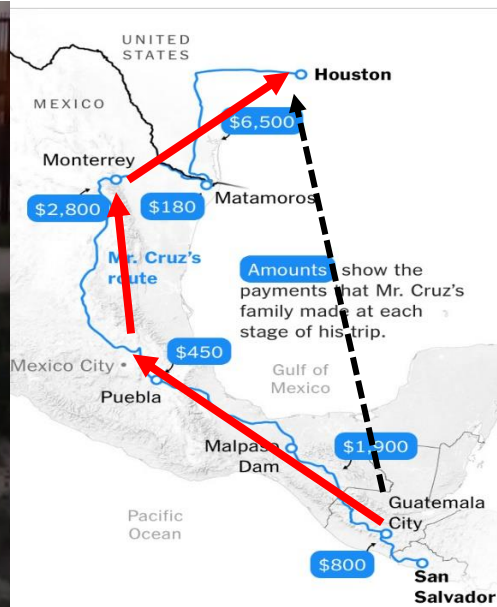 UNITED
STATES
Houston
MEXICO
$6,500
Monterrey
$2,800
$180
Matamoros
Mr. Cruz's
route
Amounts show the
payments that Mr. Cruz's
family made at each
stage of his trip.
$450
Mexico City
Gulf of
Mexico
Puebla
$1,900
Malpaso
Dam
Guatemala
City
Pacific
Ocean
$800
San
Salvador